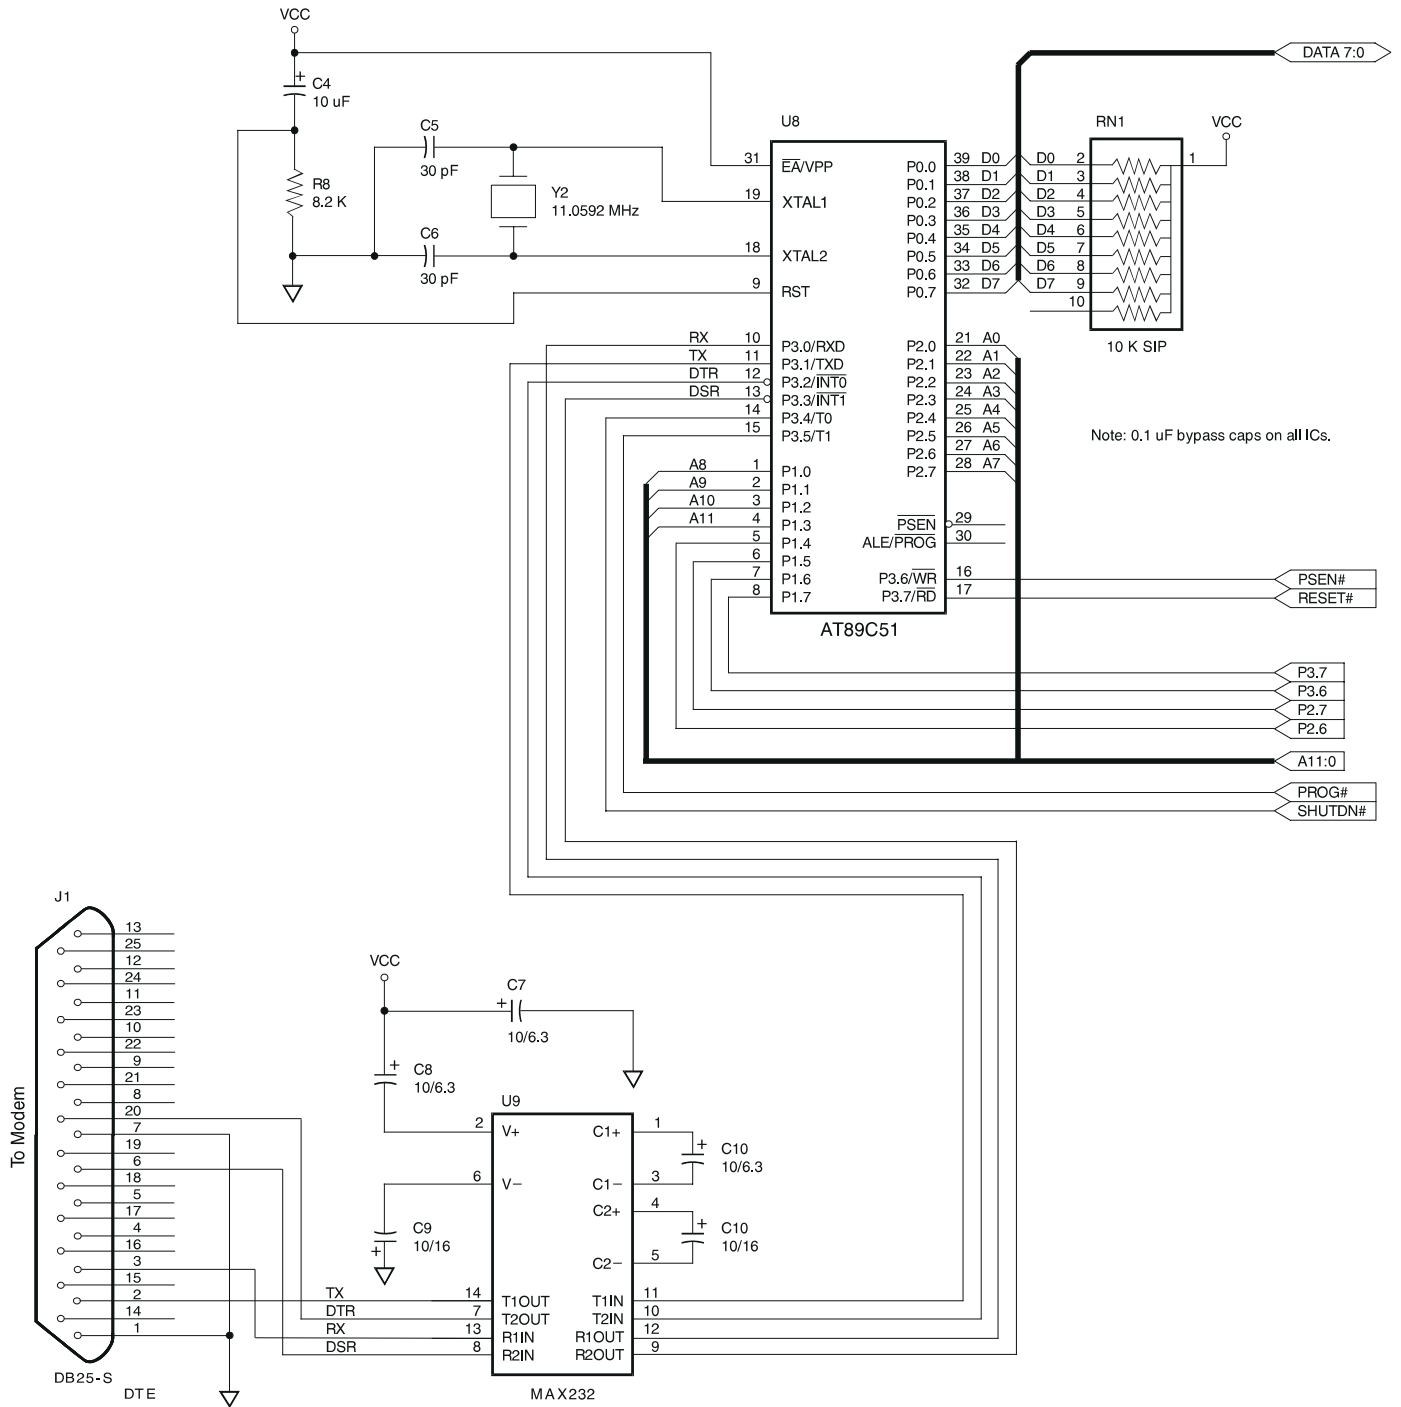 VCC
C4
+
10 uF
R8
8.2 K
C5
30 pF
C6
30 pF
Y2
11.0592 MHz
U8
31 EA/VPP
19 XTAL1
18 XTAL2
9 RST
RX 10 P3.0/RXD
TX 11 P3.1/TXD
DTR 12 P3.2/INT0
DSR 13 P3.3/INT1
14 P3.4/T0
15 P3.5/T1
A8 1 P1.0
A9 2 P1.1
A10 3 P1.2
A11 4 P1.3
5 P1.4
6 P1.5
7 P1.6
8 P1.7
P0.0 39 D0
P0.1 38 D1
P0.2 37 D2
P0.3 36 D3
P0.4 35 D4
P0.5 34 D5
P0.6 33 D6
P0.7 32 D7
P2.0 21 A0
P2.1 22 A1
P2.2 23 A2
P2.3 24 A3
P2.4 25 A4
P2.5 26 A5
P2.6 27 A6
P2.7 28 A7
PSEN 29
ALE/PROG 30
P3.6/WR 16
P3.7/RD 17
AT89C51
DATA 7:0
RN1
VCC
1
D0 2
D1 3
D2 4
D3 5
D4 6
D5 7
D6 8
D7 9
10
10 K SIP
Note: 0.1 uF bypass caps on all ICs.
PSEN#
RESET#
P3.7
P3.6
P2.7
P2.6
A11:0
PROG#
SHUTDN#
J1
To Modem
13
25
12
24
11
23
10
22
9
21
8
20
7
19
6
18
5
17
4
16
3
15
2
14
1
DB25-S
DTE
VCC
C7
+
10/6.3
+
C8
10/6.3
C9
+
10/16
U9
2 V+
6 V−
C1+ 1
C1− 3
C2+ 4
C2− 5
+
C10
10/6.3
+
C10
10/16
TX 14 T1OUT
DTR 7 T2OUT
RX 13 R1IN
DSR 8 R2IN
T1IN 11
T2IN 10
R1OUT 12
R2OUT 9
MAX232